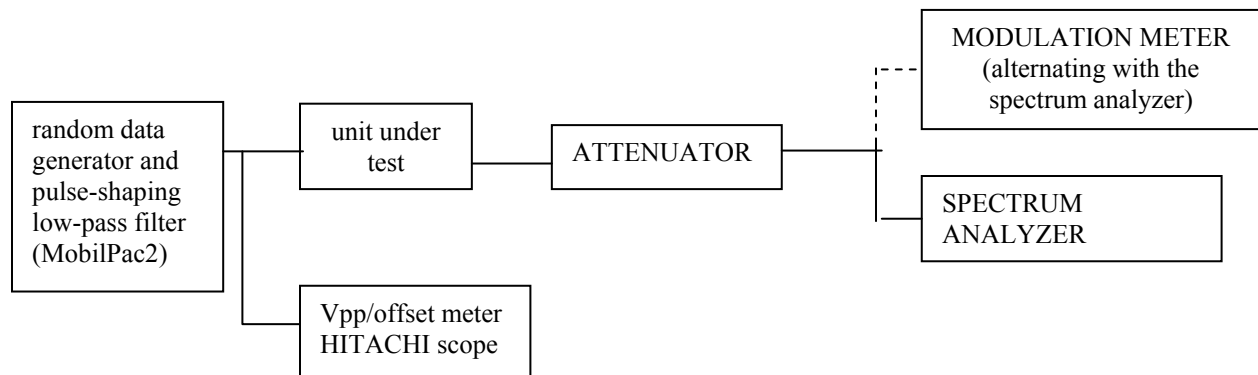 random data
generator and
pulse-shaping
low-pass filter
(MobilPac2)
unit under
test
Vpp/offset meter
HITACHI scope
ATTENUATOR
MODULATION METER
(alternating with the
spectrum analyzer)
SPECTRUM
ANALYZER